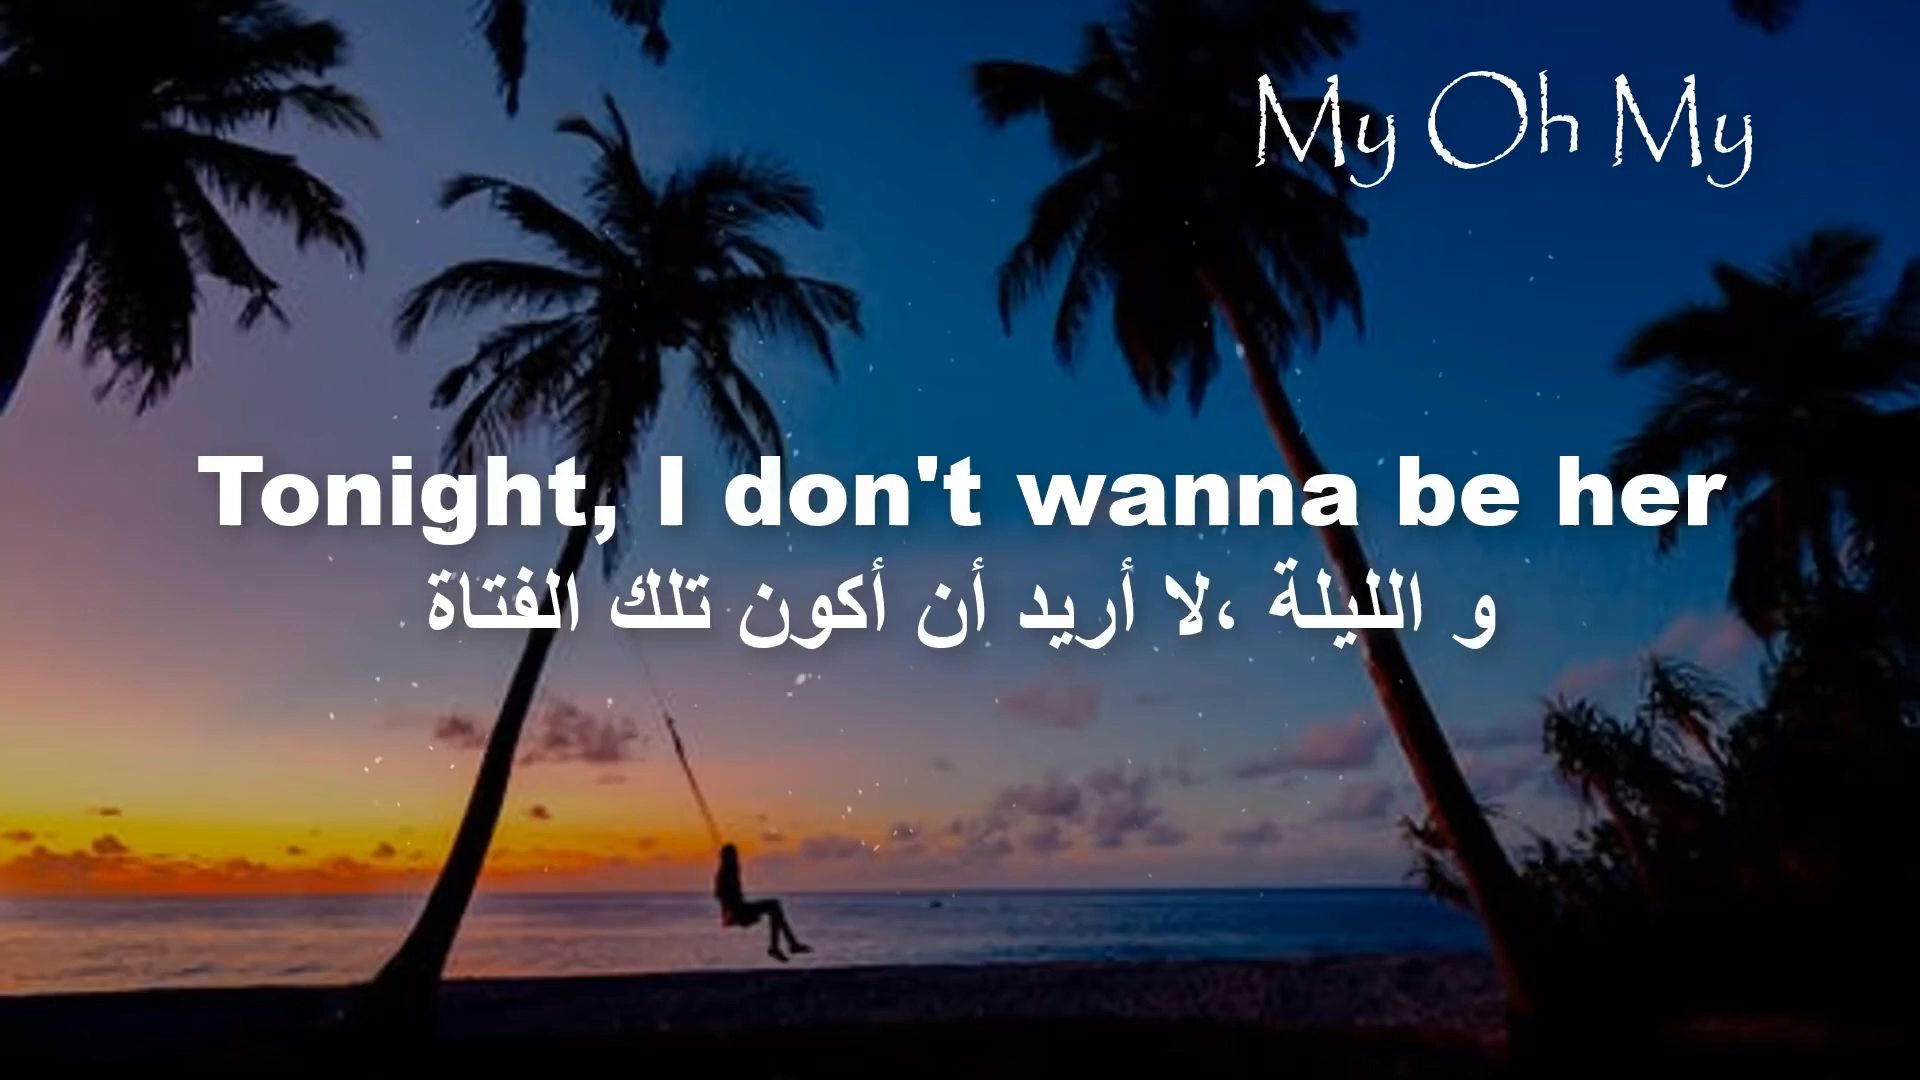 My Oh My
Tonight, I don't wanna be her
و الليلة ،لا أريد أن أكون تلك الفتاة